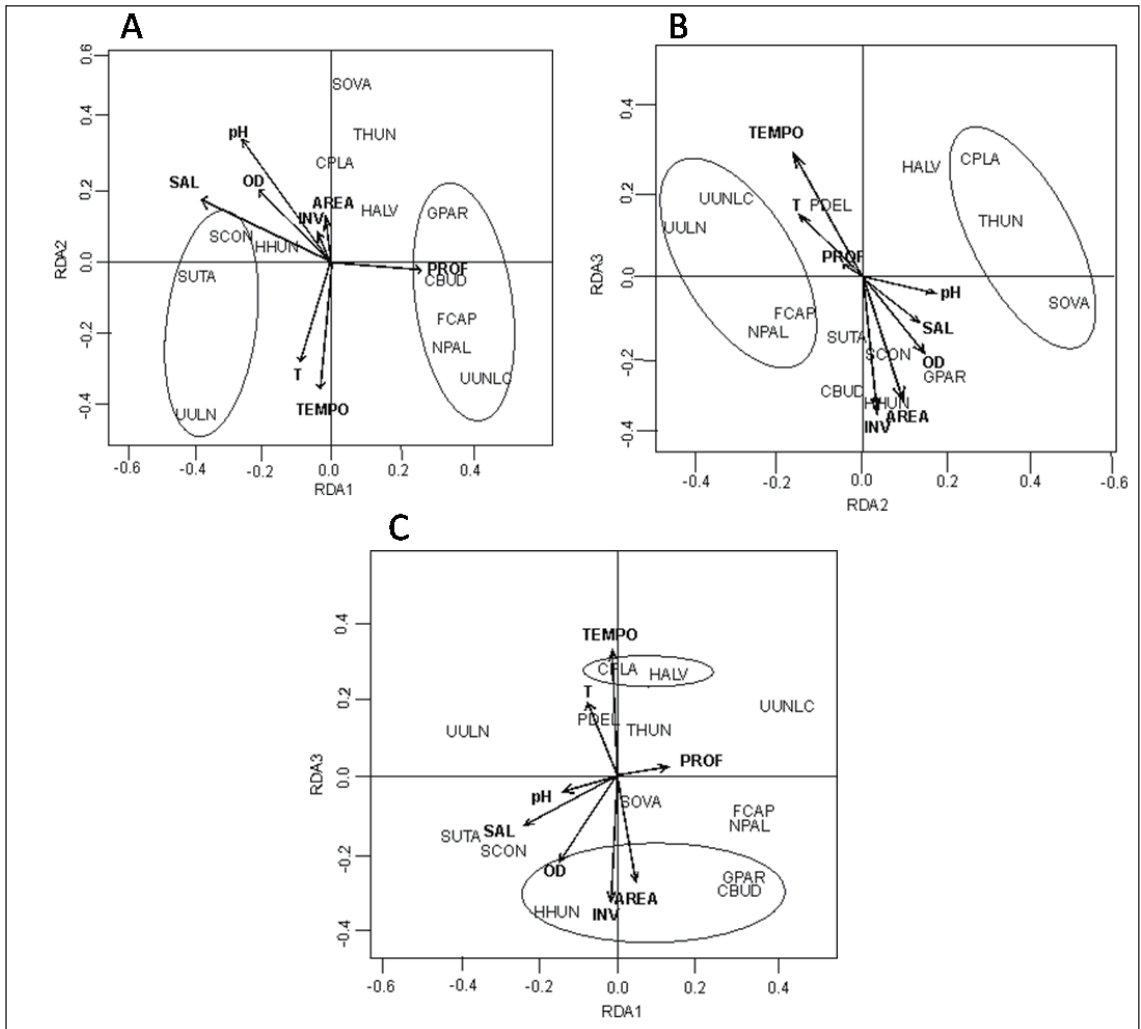 A
0.6
0.4
0.2
0.0
-0.2
-0.4
RDA2
SOVA
THUN
pH
CPLA
SAL
OD
AREA
INV
HALV
GPAR
SCON
HHUN
SUTA
PROF
CBUD
FCAP
NPAL
UUNLC
T
TEMPO
UULN
-0.6
-0.4
-0.2
0.0
0.2
0.4
RDA1
B
0.4
0.2
0.0
-0.2
-0.4
RDA3
TEMPO
HALV
CPLA
UUNLC
T
PDEL
UULN
THUN
PROF
pH
SOVA
FCAP
NPAL
SUTA
SAL
SCON
OD
GPAR
CBUD
HHUN
AREA
INV
-0.4
-0.2
0.0
0.2
0.4
-0.6
RDA2
C
0.4
0.2
0.0
-0.2
-0.4
RDA3
TEMPO
CPLA
HALV
T
UUNLC
PDEL
UULN
THUN
PROF
pH
SOVA
FCAP
NPAL
SUTA
SAL
SCON
OD
GPAR
CBUD
AREA
HHUN
INV
-0.6
-0.4
-0.2
0.0
0.2
0.4
RDA1